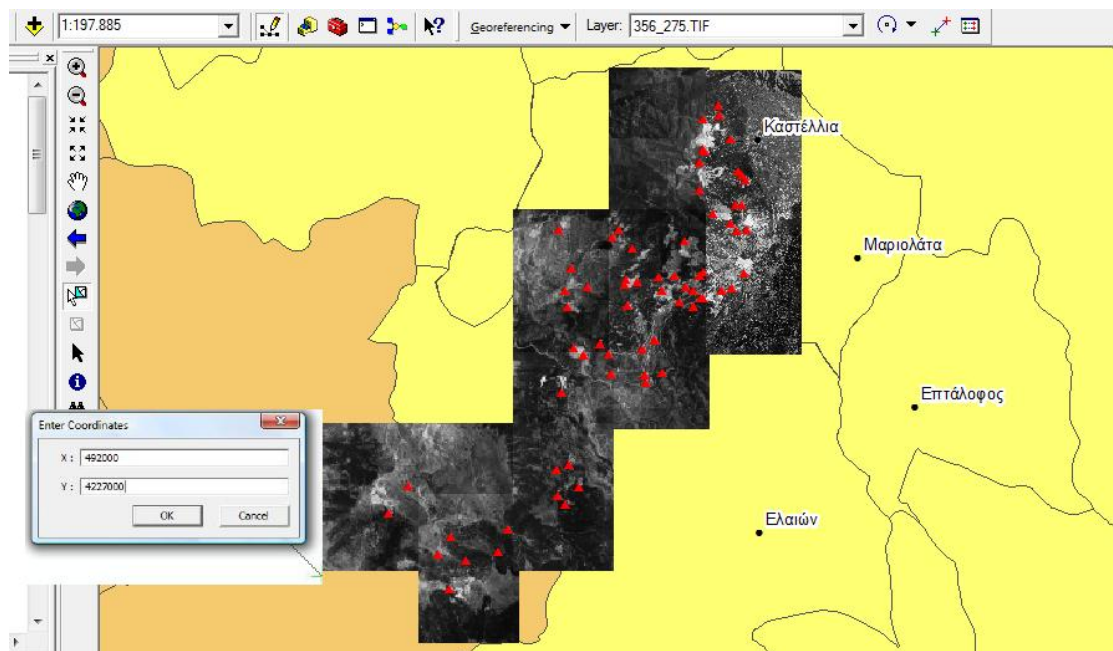 1:197.885
Georeferencing
Layer:
356_275.TIF
Καστέλλια
Μαριολάτα
Επτάλοφος
Ελαιών
Enter Coordinates
X :
492000
Y :
4227000
OK
Cancel